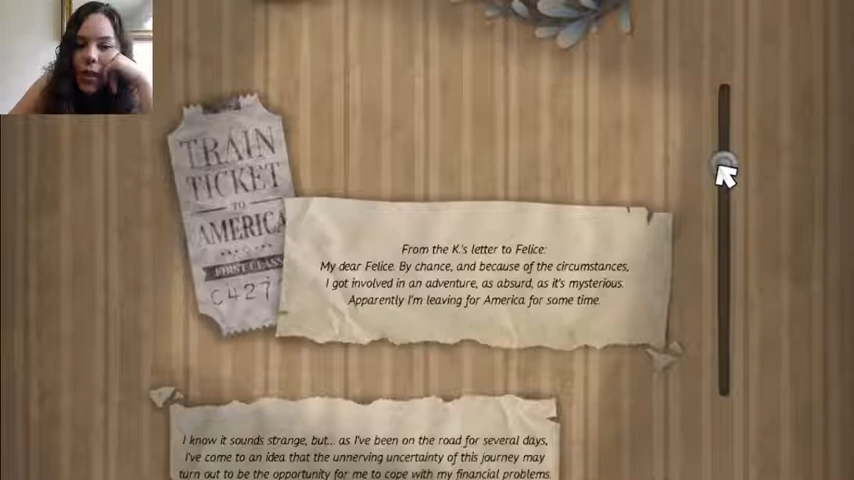 TRAIN
TICKET
TO
AMERICA
FIRST CLASS
C427
From the K.'s letter to Felice:
My dear Felice. By chance, and because of the circumstances,
I got involved in an adventure, as absurd, as it's mysterious.
Apparently I'm leaving for America for some time.
I know it sounds strange, but... as I've been on the road for several days,
I've come to an idea that the unnerving uncertainty of this journey may
turn out to be the opportunity for me to cope with my financial problems.